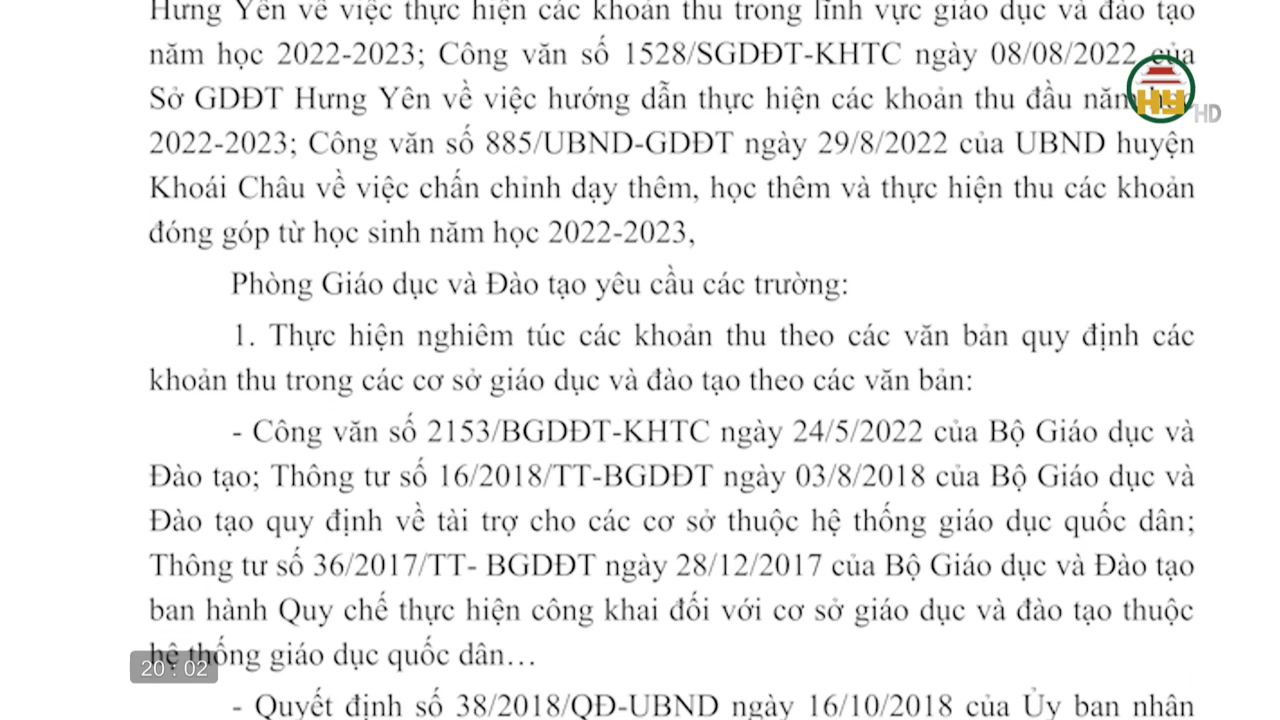 Hưng Yên về việc thực hiện các khoản thu trong lĩnh vực giáo dục và đào tạo
năm học 2022-2023; Công văn số 1528/SGDĐT-KHTC ngày 08/08/2022 của
Sở GDĐT Hưng Yên về việc hướng dẫn thực hiện các khoản thu đầu năm học
HY HD
2022-2023; Công văn số 885/UBND-GDĐT ngày 29/8/2022 của UBND huyện
Khoái Châu về việc chấn chỉnh dạy thêm, học thêm và thực hiện thu các khoản
đóng góp từ học sinh năm học 2022-2023,
Phòng Giáo dục và Đào tạo yêu cầu các trường:
1. Thực hiện nghiêm túc các khoản thu theo các văn bản quy định các
khoản thu trong các cơ sở giáo dục và đào tạo theo các văn bản:
- Công văn số 2153/BGDĐT-KHTC ngày 24/5/2022 của Bộ Giáo dục và
Đào tạo; Thông tư số 16/2018/TT-BGDĐT ngày 03/8/2018 của Bộ Giáo dục và
Đào tạo quy định về tài trợ cho các cơ sở thuộc hệ thống giáo dục quốc dân;
Thông tư số 36/2017/TT- BGDĐT ngày 28/12/2017 của Bộ Giáo dục và Đào tạo
ban hành Quy chế thực hiện công khai đối với cơ sở giáo dục và đào tạo thuộc
hệ thống giáo dục quốc dân…
20 : 02
- Quyết định số 38/2018/QĐ-UBND ngày 16/10/2018 của Ủy ban nhân